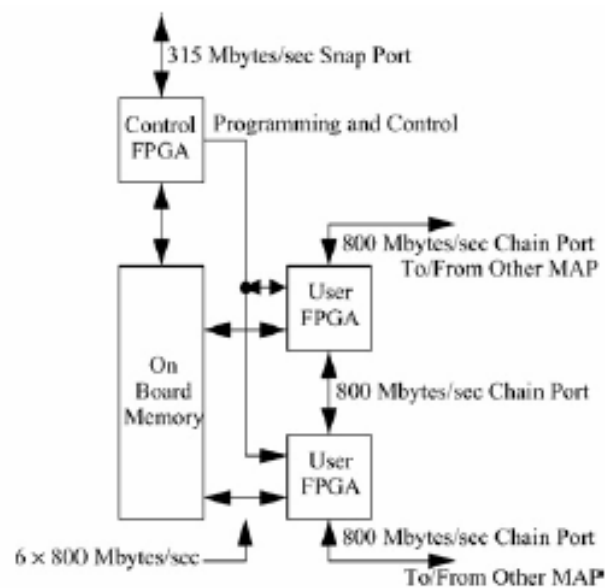 315 Mbytes/sec Snap Port
Control
FPGA
Programming and Control
800 Mbytes/sec Chain Port
To/From Other MAP
User
FPGA
On
Board
Memory
800 Mbytes/sec Chain Port
User
FPGA
6 × 800 Mbytes/sec
800 Mbytes/sec Chain Port
To/From Other MAP